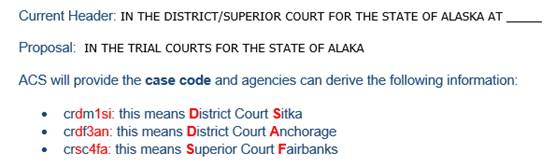 Current Header: IN THE DISTRICT/SUPERIOR COURT FOR THE STATE OF ALASKA AT _____
Proposal: IN THE TRIAL COURTS FOR THE STATE OF ALAKA
ACS will provide the case code and agencies can derive the following information:
• crdm1si: this means District Court Sitka
• crdf3an: this means District Court Anchorage
• crsc4fa: this means Superior Court Fairbanks